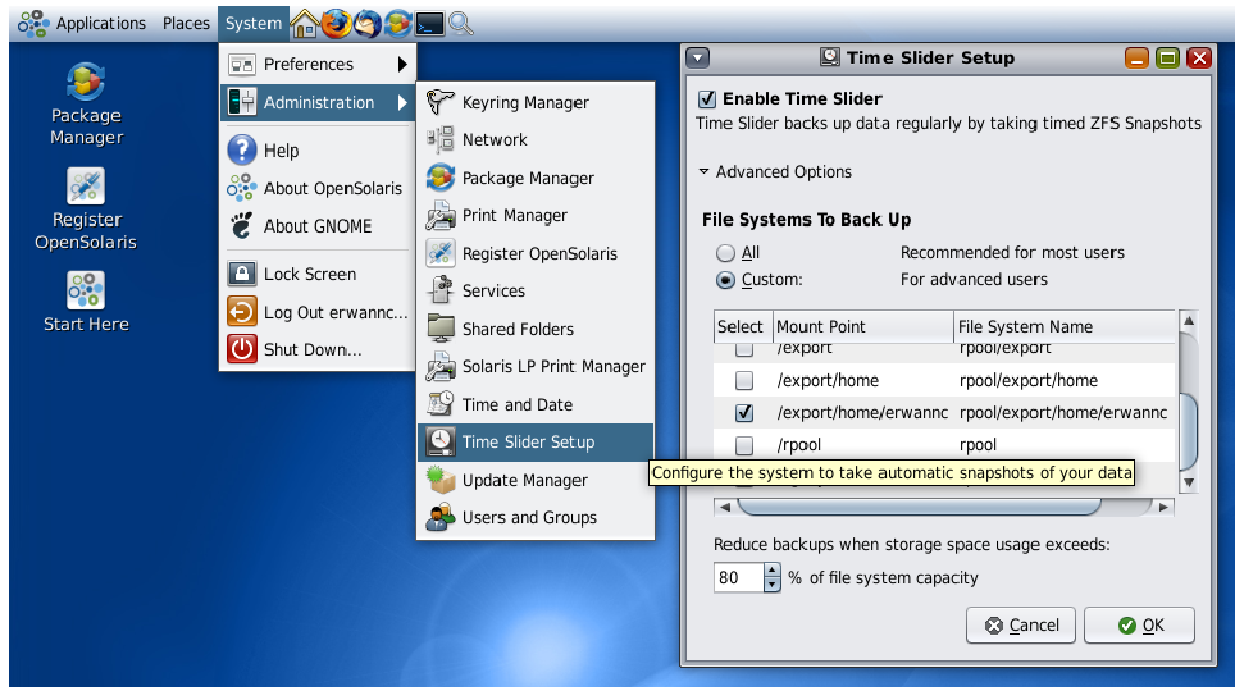 Applications Places System
Package
Manager
Register
OpenSolaris
Start Here
Preferences
Administration
Help
About OpenSolaris
About GNOME
Lock Screen
Log Out erwannc...
Shut Down...
Keyring Manager
Network
Package Manager
Print Manager
Register OpenSolaris
Services
Shared Folders
Solaris LP Print Manager
Time and Date
Time Slider Setup
Update Manager
Users and Groups
Configure the system to take automatic snapshots of your data
Time Slider Setup
Enable Time Slider
Time Slider backs up data regularly by taking timed ZFS Snapshots
Advanced Options
File Systems To Back Up
All Recommended for most users
Custom: For advanced users
Select Mount Point File System Name
/export rpool/export
/export/home rpool/export/home
/export/home/erwannc rpool/export/home/erwannc
/rpool rpool
Reduce backups when storage space usage exceeds:
80 % of file system capacity
Cancel OK